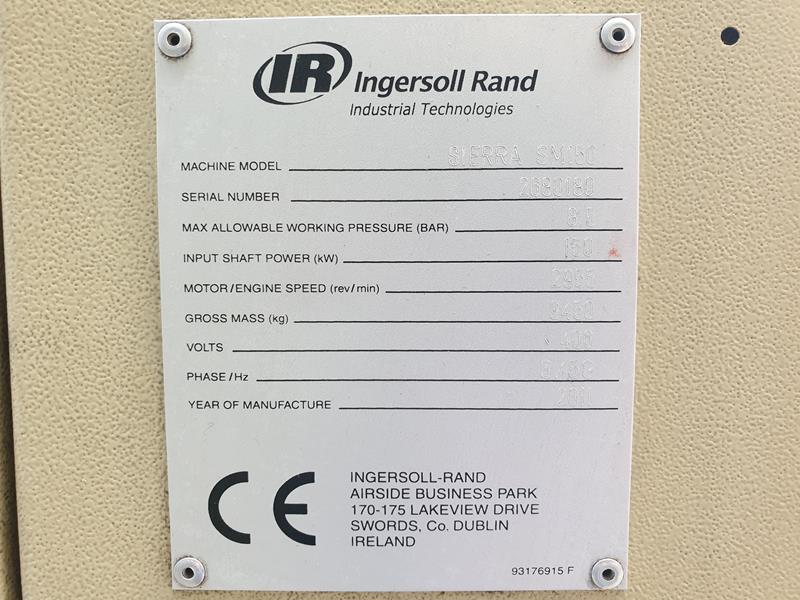 IR Ingersoll Rand
Industrial Technologies
MACHINE MODEL SIERRA SM150
SERIAL NUMBER
MAX ALLOWABLE WORKING PRESSURE (BAR)
INPUT SHAFT POWER (kW) 150
MOTOR/ENGINE SPEED (rev/min)
GROSS MASS (kg)
VOLTS
PHASE/Hz
YEAR OF MANUFACTURE
CE
INGERSOLL-RAND
AIRSIDE BUSINESS PARK
170-175 LAKEVIEW DRIVE
SWORDS, Co. DUBLIN
IRELAND
93176915 F